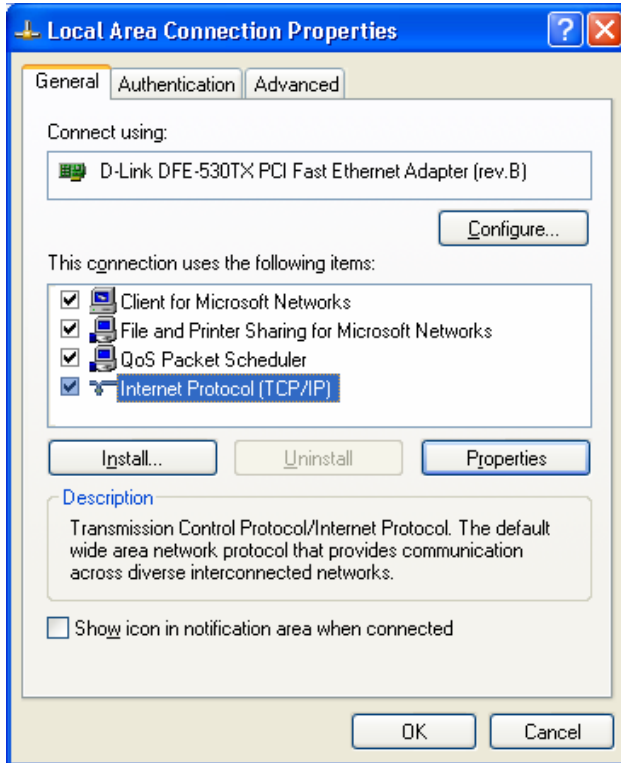 Local Area Connection Properties
General Authentication Advanced
Connect using:
D-Link DFE-530TX PCI Fast Ethernet Adapter (rev.B)
Configure...
This connection uses the following items:
Client for Microsoft Networks
File and Printer Sharing for Microsoft Networks
QoS Packet Scheduler
Internet Protocol (TCP/IP)
Install... Uninstall Properties
Description
Transmission Control Protocol/Internet Protocol. The default
wide area network protocol that provides communication
across diverse interconnected networks.
Show icon in notification area when connected
OK Cancel